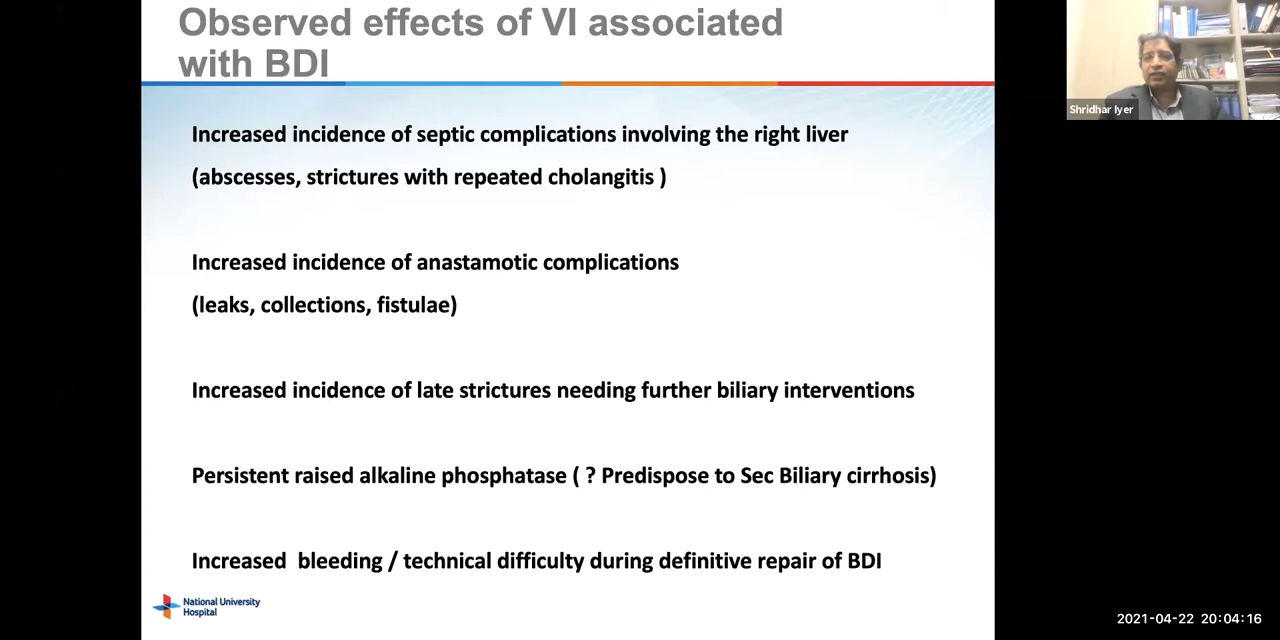 Observed effects of VI associated
with BDI
Shridhar Iyer
Increased incidence of septic complications involving the right liver
(abscesses, strictures with repeated cholangitis )
Increased incidence of anastamotic complications
(leaks, collections, fistulae)
Increased incidence of late strictures needing further biliary interventions
Persistent raised alkaline phosphatase ( ? Predispose to Sec Biliary cirrhosis)
Increased  bleeding / technical difficulty during definitive repair of BDI
National University
Hospital
2021-04-22 20:04:16